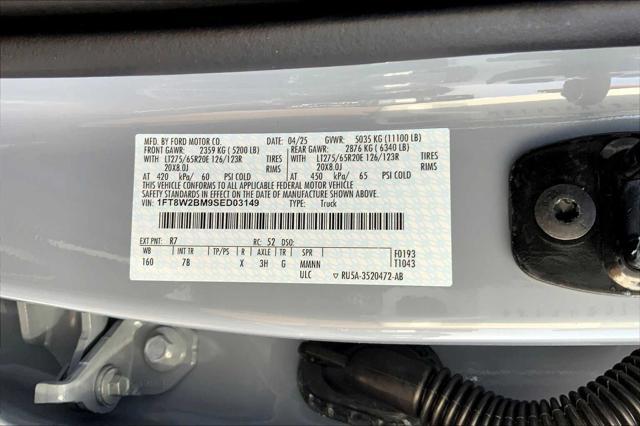 MFD. BY FORD MOTOR CO. DATE: 04/25 GVWR: 5035 KG (11100 LB)
FRONT GAWR: 2359 KG (5200 LB) REAR GAWR: 2876 KG (6340 LB)
WITH LT275/65R20E 126/123R TIRES WITH LT275/65R20E 126/123R TIRES
20X8.0J RIMS 20X8.0J RIMS
AT 420 kPa/ 60 PSI COLD AT 450 kPa/ 65 PSI COLD
THIS VEHICLE CONFORMS TO ALL APPLICABLE FEDERAL MOTOR VEHICLE
SAFETY STANDARDS IN EFFECT ON THE DATE OF MANUFACTURE SHOWN ABOVE.
VIN: 1FT8W2BM9SED03149 TYPE: Truck
EXT PNT: R7 RC: 52 DSO:
WB INT TR TP/PS R AXLE TR SPR F0193
160 7B X 3H G MMNN T1043
ULC RU5A-3520472-AB